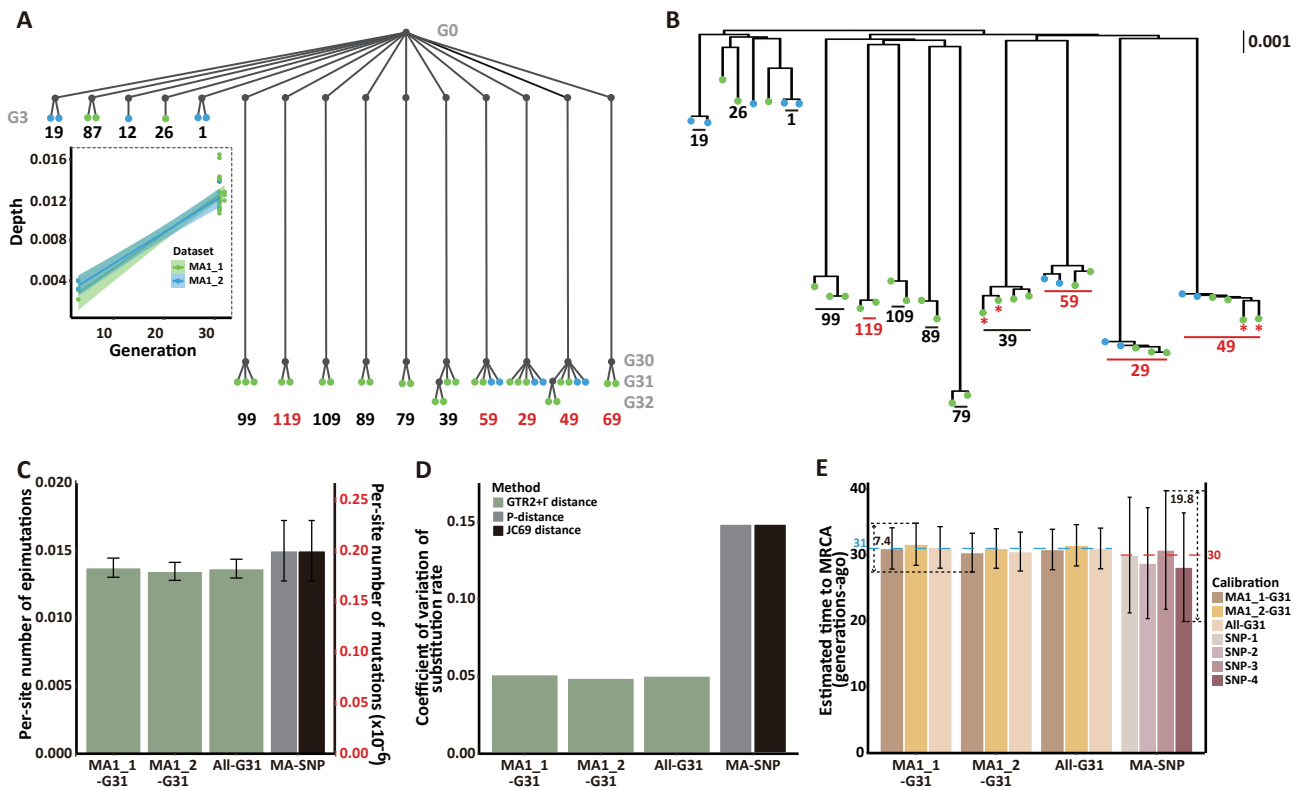 A
G0
G3
19 87 12 26 1
0.016
0.012
0.008
0.004
Depth
Dataset
MA1_1
MA1_2
10 20 30
Generation
G30
G31
G32
99 119 109 89 79 39 59 29 49 69
B
0.001
19
26
1
99
119
109
89
79
* *
39
59
29
* *
49
C
Per-site number of epimutations
0.020
0.015
0.010
0.005
0.000
Per-site number of mutations (x10-6)
0.25
0.20
0.15
0.10
0.05
0.00
MA1_1 -G31
MA1_2 -G31
All-G31
MA-SNP
D
Coefficient of variation of
substitution rate
0.15
0.10
0.05
0.00
Method
GTR2+Γ distance
P-distance
JC69 distance
MA1_1 -G31
MA1_2 -G31
All-G31
MA-SNP
E
Estimated time to MRCA
(generations-ago)
40
30
20
10
0
31
7.4
19.8
30
Calibration
MA1_1-G31
MA1_2-G31
All-G31
SNP-1
SNP-2
SNP-3
SNP-4
MA1_1 -G31
MA1_2 -G31
All-G31
MA-SNP